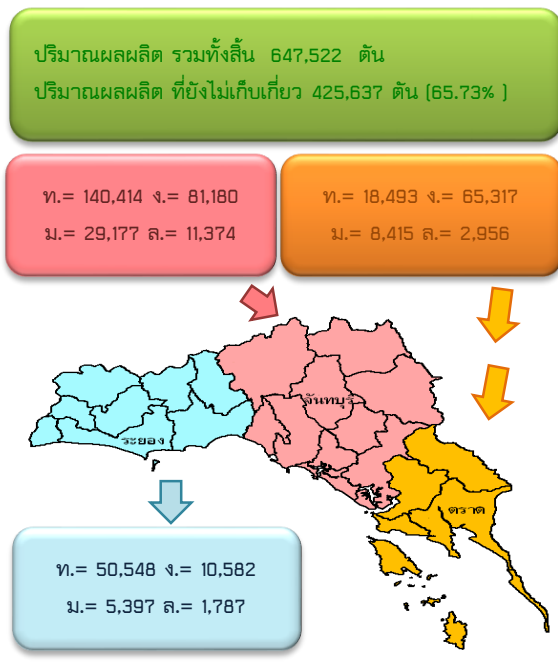 ปริมาณผลผลิต รวมทั้งสิ้น 647,522 ตัน
ปริมาณผลผลิต ที่ยังไม่เก็บเกี่ยว 425,637 ตัน (65.73% )
ท.= 140,414 ง.= 81,180
ม.= 29,177 ล.= 11,374
ท.= 18,493 ง.= 65,317
ม.= 8,415 ล.= 2,956
จันทบุรี
ระยอง
ตราด
ท.= 50,548 ง.= 10,582
ม.= 5,397 ล.= 1,787